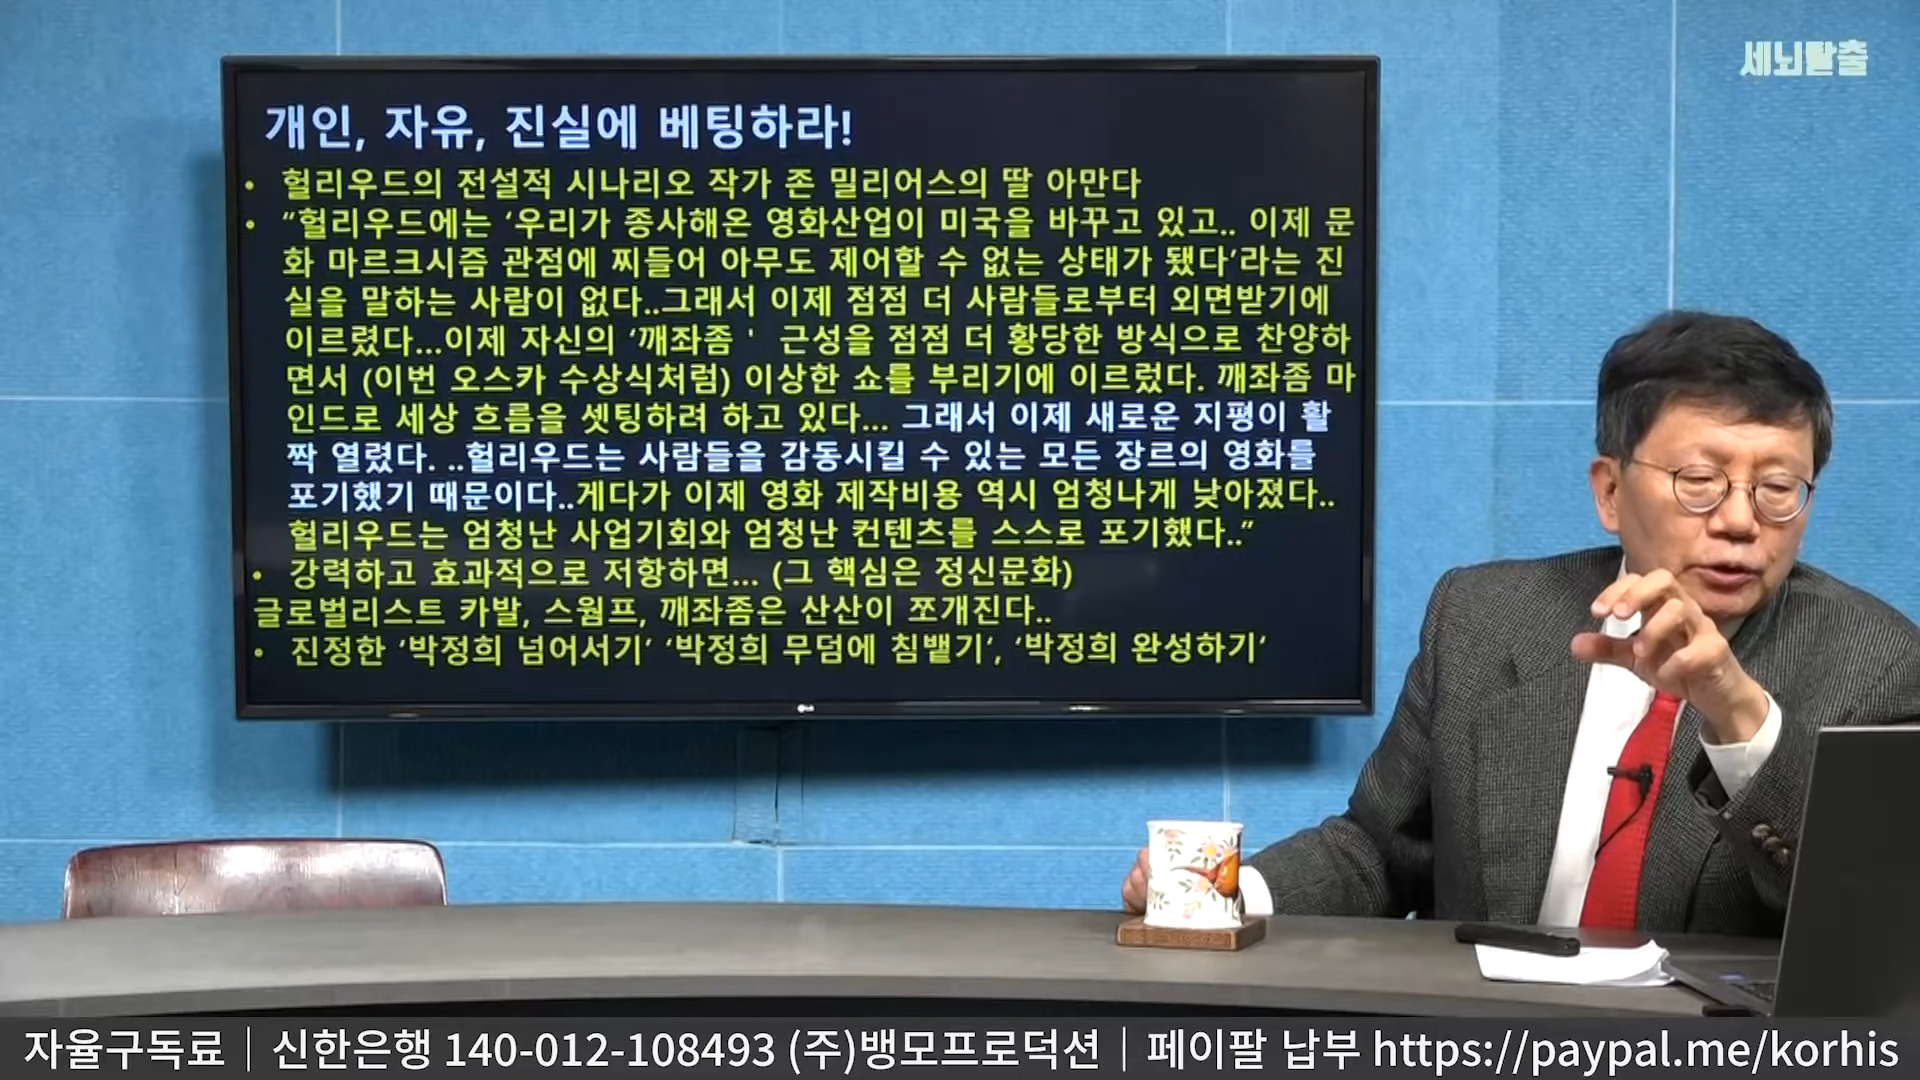 세뇌탈출
개인, 자유, 진실에 베팅하라!
• 헐리우드의 전설적 시나리오 작가 존 밀리어스의 딸 아만다
• “헐리우드에는 ‘우리가 종사해온 영화산업이 미국을 바꾸고 있고.. 이제 문
화 마르크시즘 관점에 찌들어 아무도 제어할 수 없는 상태가 됐다’라는 진
실을 말하는 사람이 없다..그래서 이제 점점 더 사람들로부터 외면받기에
이르렸다...이제 자신의 ‘깨좌좀＇ 근성을 점점 더 황당한 방식으로 찬양하
면서 (이번 오스카 수상식처럼) 이상한 쇼를 부리기에 이르렀다. 깨좌좀 마
인드로 세상 흐름을 셋팅하려 하고 있다... 그래서 이제 새로운 지평이 활
짝 열렸다. ..헐리우드는 사람들을 감동시킬 수 있는 모든 장르의 영화를
포기했기 때문이다..게다가 이제 영화 제작비용 역시 엄청나게 낮아졌다..
헐리우드는 엄청난 사업기회와 엄청난 컨텐츠를 스스로 포기했다..”
• 강력하고 효과적으로 저항하면... (그 핵심은 정신문화)
글로벌리스트 카발, 스웜프, 깨좌좀은 산산이 쪼개진다..
• 진정한 ‘박정희 넘어서기’ ‘박정희 무덤에 침뱉기’, ‘박정희 완성하기’
LG
자율구독료│신한은행 140-012-108493 (주)뱅모프로덕션│페이팔 납부 https://paypal.me/korhis